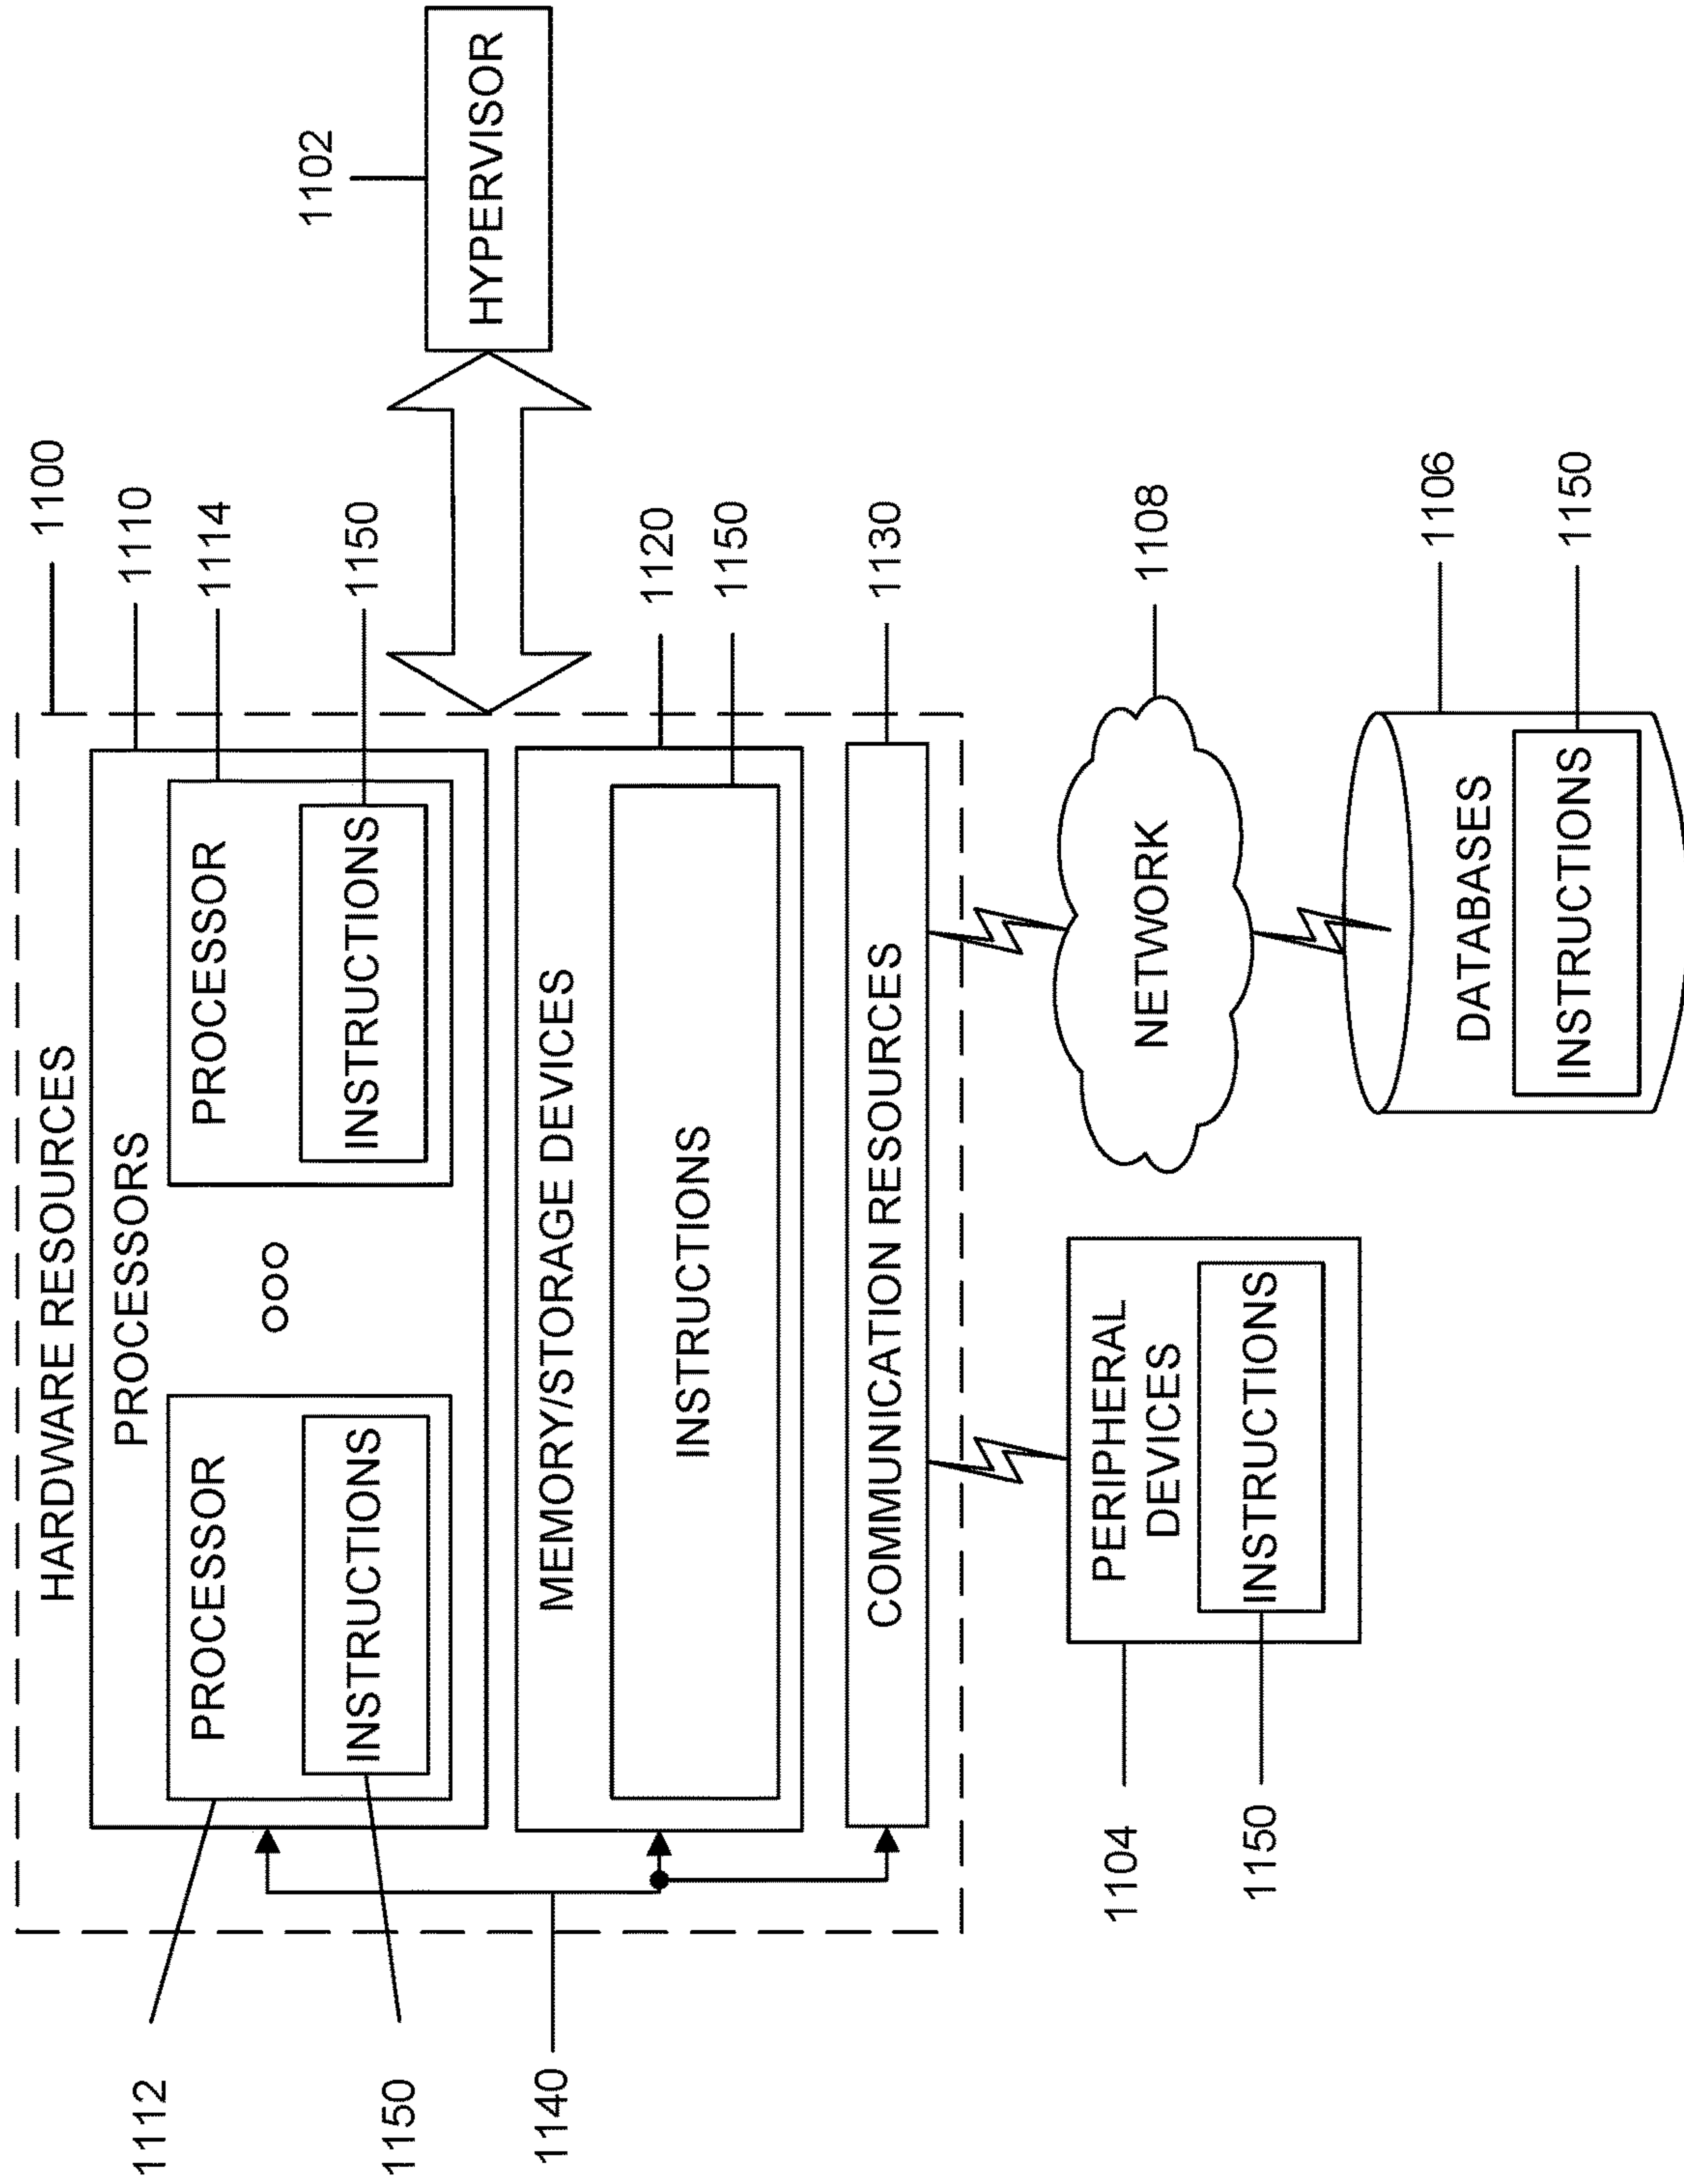 HARDWARE RESOURCES
1100
PROCESSORS
1110
1112
PROCESSOR
INSTRUCTIONS
1150
PROCESSOR
1114
INSTRUCTIONS
1150
HYPERVISOR
1102
MEMORY/STORAGE DEVICES
1120
INSTRUCTIONS
1150
1140
COMMUNICATION RESOURCES
1130
PERIPHERAL
DEVICES
1104
INSTRUCTIONS
1150
NETWORK
1108
DATABASES
1106
INSTRUCTIONS
1150